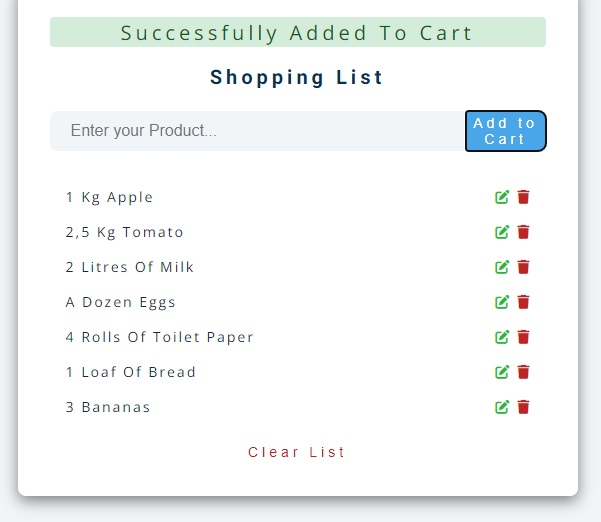 Successfully Added To Cart
Shopping List
Enter your Product...
Add to
Cart
1 Kg Apple
2,5 Kg Tomato
2 Litres Of Milk
A Dozen Eggs
4 Rolls Of Toilet Paper
1 Loaf Of Bread
3 Bananas
Clear List